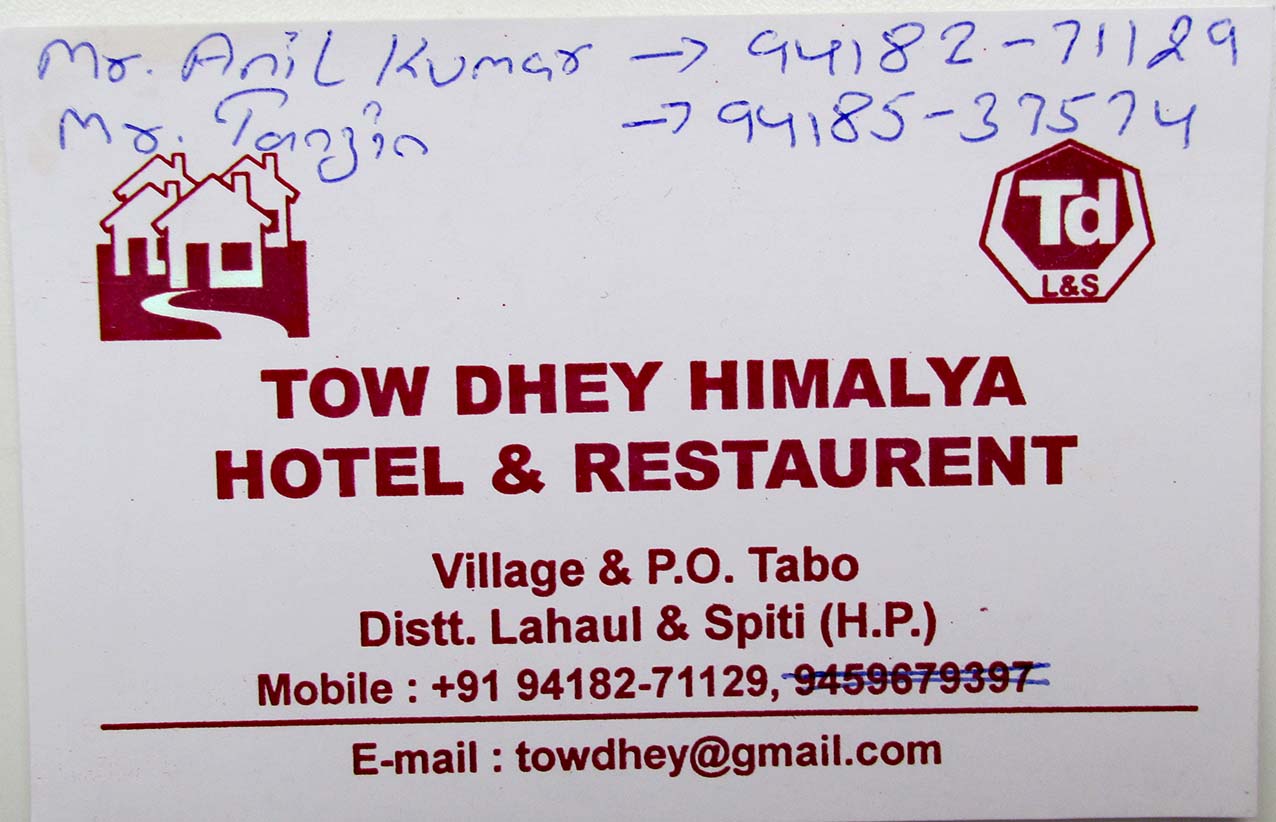 Mr. Anil Kumar → 94182-71129
Mr. Tanzin → 94185-37574
Td
L&S
TOW DHEY HIMALYA
HOTEL & RESTAURENT
Village & P.O. Tabo
Distt. Lahaul & Spiti (H.P.)
Mobile : +91 94182-71129, 9459679397
E-mail : towdhey@gmail.com